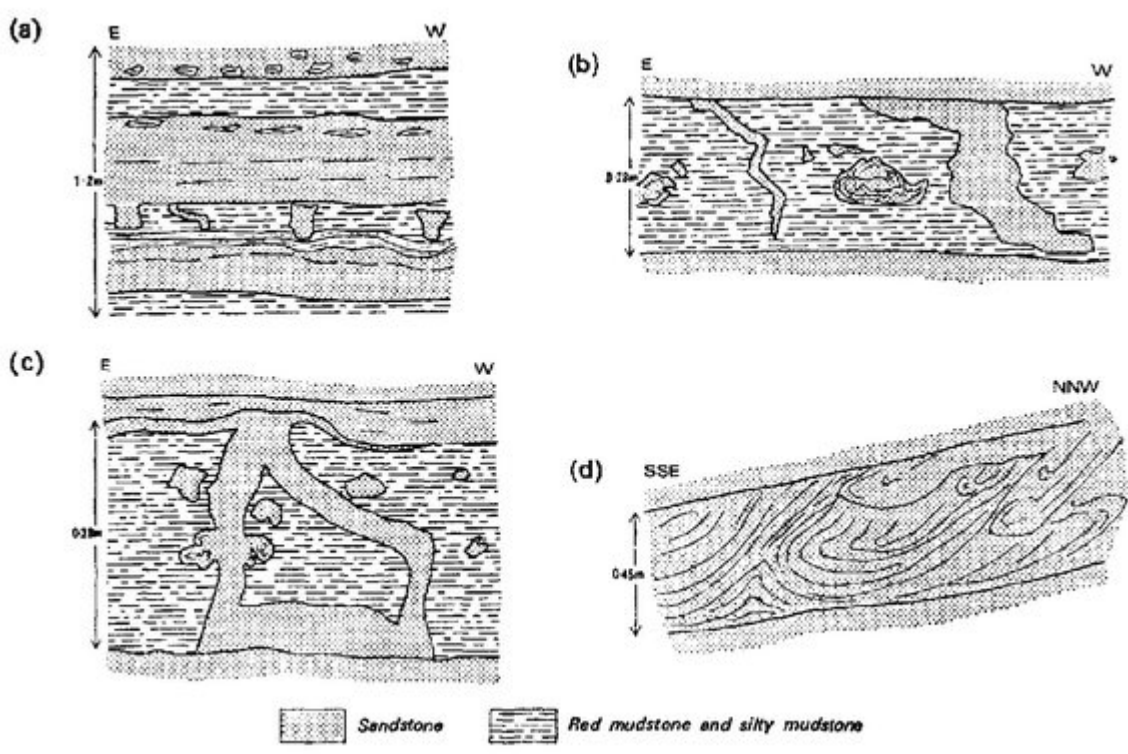 (a)
E W
1·2m
(b)
E W
(c)
E W
(d)
NNW
SSE
0·45m
Sandstone
Red mudstone and silty mudstone